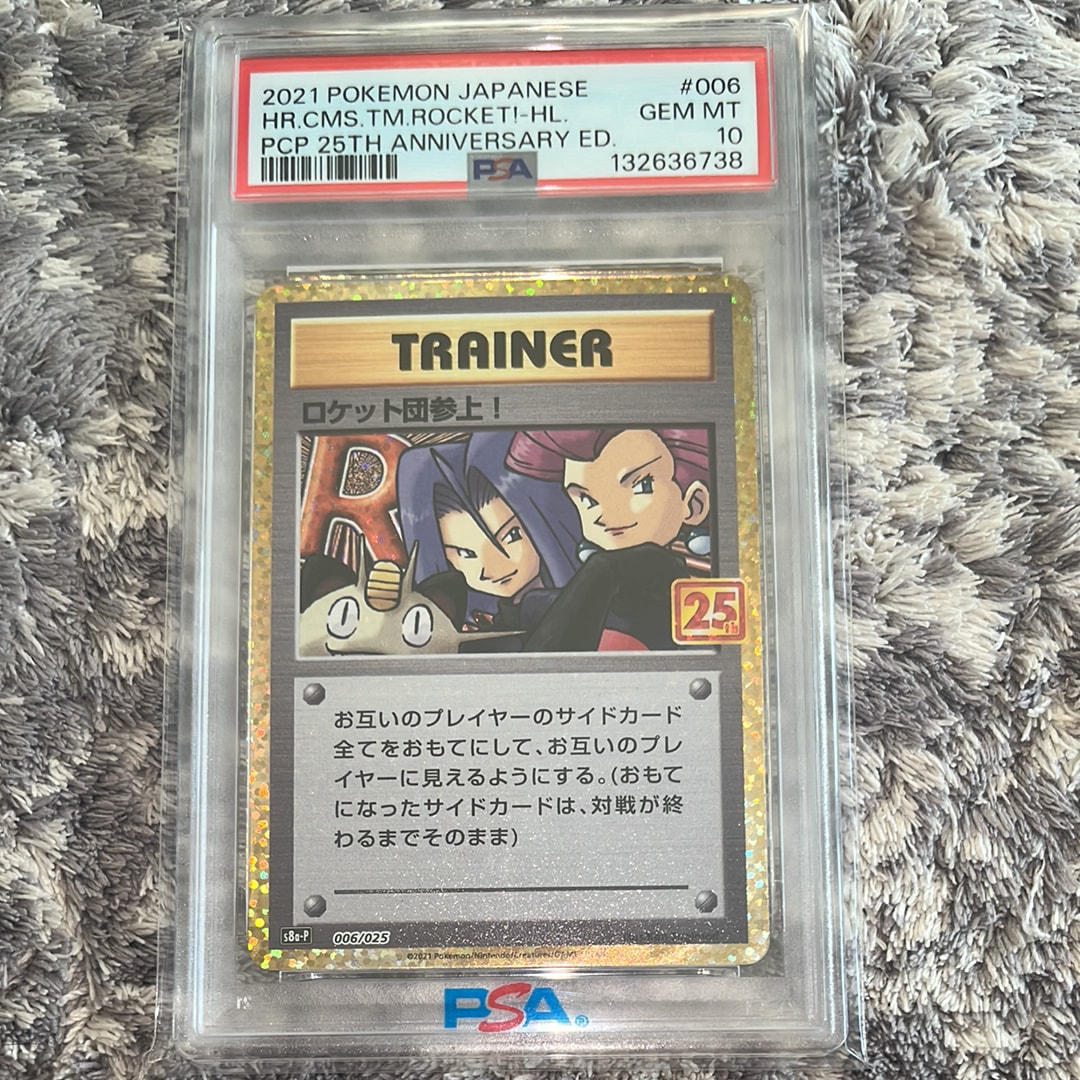 2021 POKEMON JAPANESE #006
HR.CMS.TM.ROCKET!-HL. GEM MT
PCP 25TH ANNIVERSARY ED. 10
PSA 132636738
TRAINER
ロケット団参上!
R
25th
お互いのプレイヤーのサイドカード
全てをおもてにして、お互いのプレ
イヤーに見えるようにする。(おもて
になったサイドカードは、対戦が終
わるまでそのまま)
s8a-P 006/025
©2021 Pokémon/Nintendo/Creatures/GF
PSA®